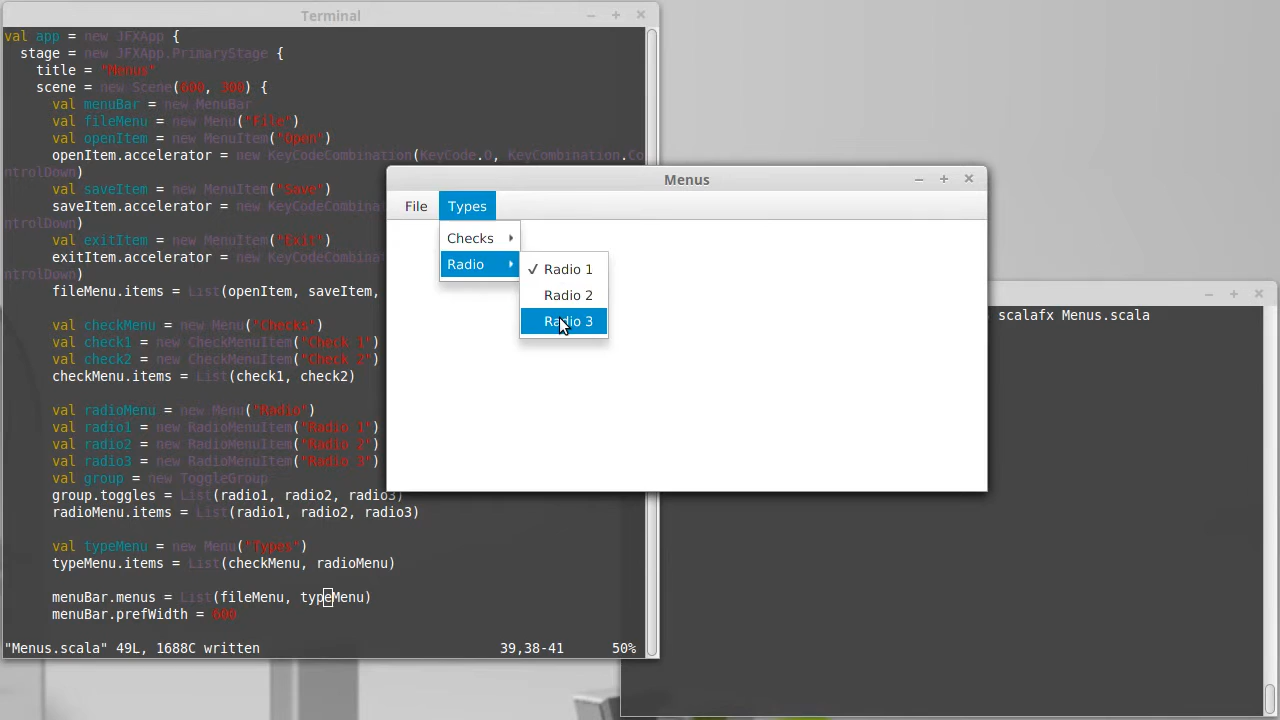 Terminal
val app = new JFXApp {
stage = new JFXApp.PrimaryStage {
title = "Menus"
scene = new Scene(600, 300) {
val menuBar = new MenuBar
val fileMenu = new Menu("File")
val openItem = new MenuItem("Open")
openItem.accelerator = new KeyCodeCombination(KeyCode.O, KeyCombination.Co
ntrolDown)
val saveItem = new MenuItem("Save")
saveItem.accelerator = new KeyCodeCombina
ntrolDown)
val exitItem = new MenuItem("Exit")
exitItem.accelerator = new KeyCodeCombina
ntrolDown)
fileMenu.items = List(openItem, saveItem,
val checkMenu = new Menu("Checks")
val check1 = new CheckMenuItem("Check 1")
val check2 = new CheckMenuItem("Check 2")
checkMenu.items = List(check1, check2)
val radioMenu = new Menu("Radio")
val radio1 = new RadioMenuItem("Radio 1")
val radio2 = new RadioMenuItem("Radio 2")
val radio3 = new RadioMenuItem("Radio 3")
val group = new ToggleGroup
group.toggles = List(radio1, radio2, radio3)
radioMenu.items = List(radio1, radio2, radio3)
val typeMenu = new Menu("Types")
typeMenu.items = List(checkMenu, radioMenu)
menuBar.menus = List(fileMenu, typeMenu)
menuBar.prefWidth = 600
"Menus.scala" 49L, 1688C written 39,38-41 50%
Menus
File Types
Checks
Radio
✓ Radio 1
Radio 2
Radio 3
scalafx Menus.scala